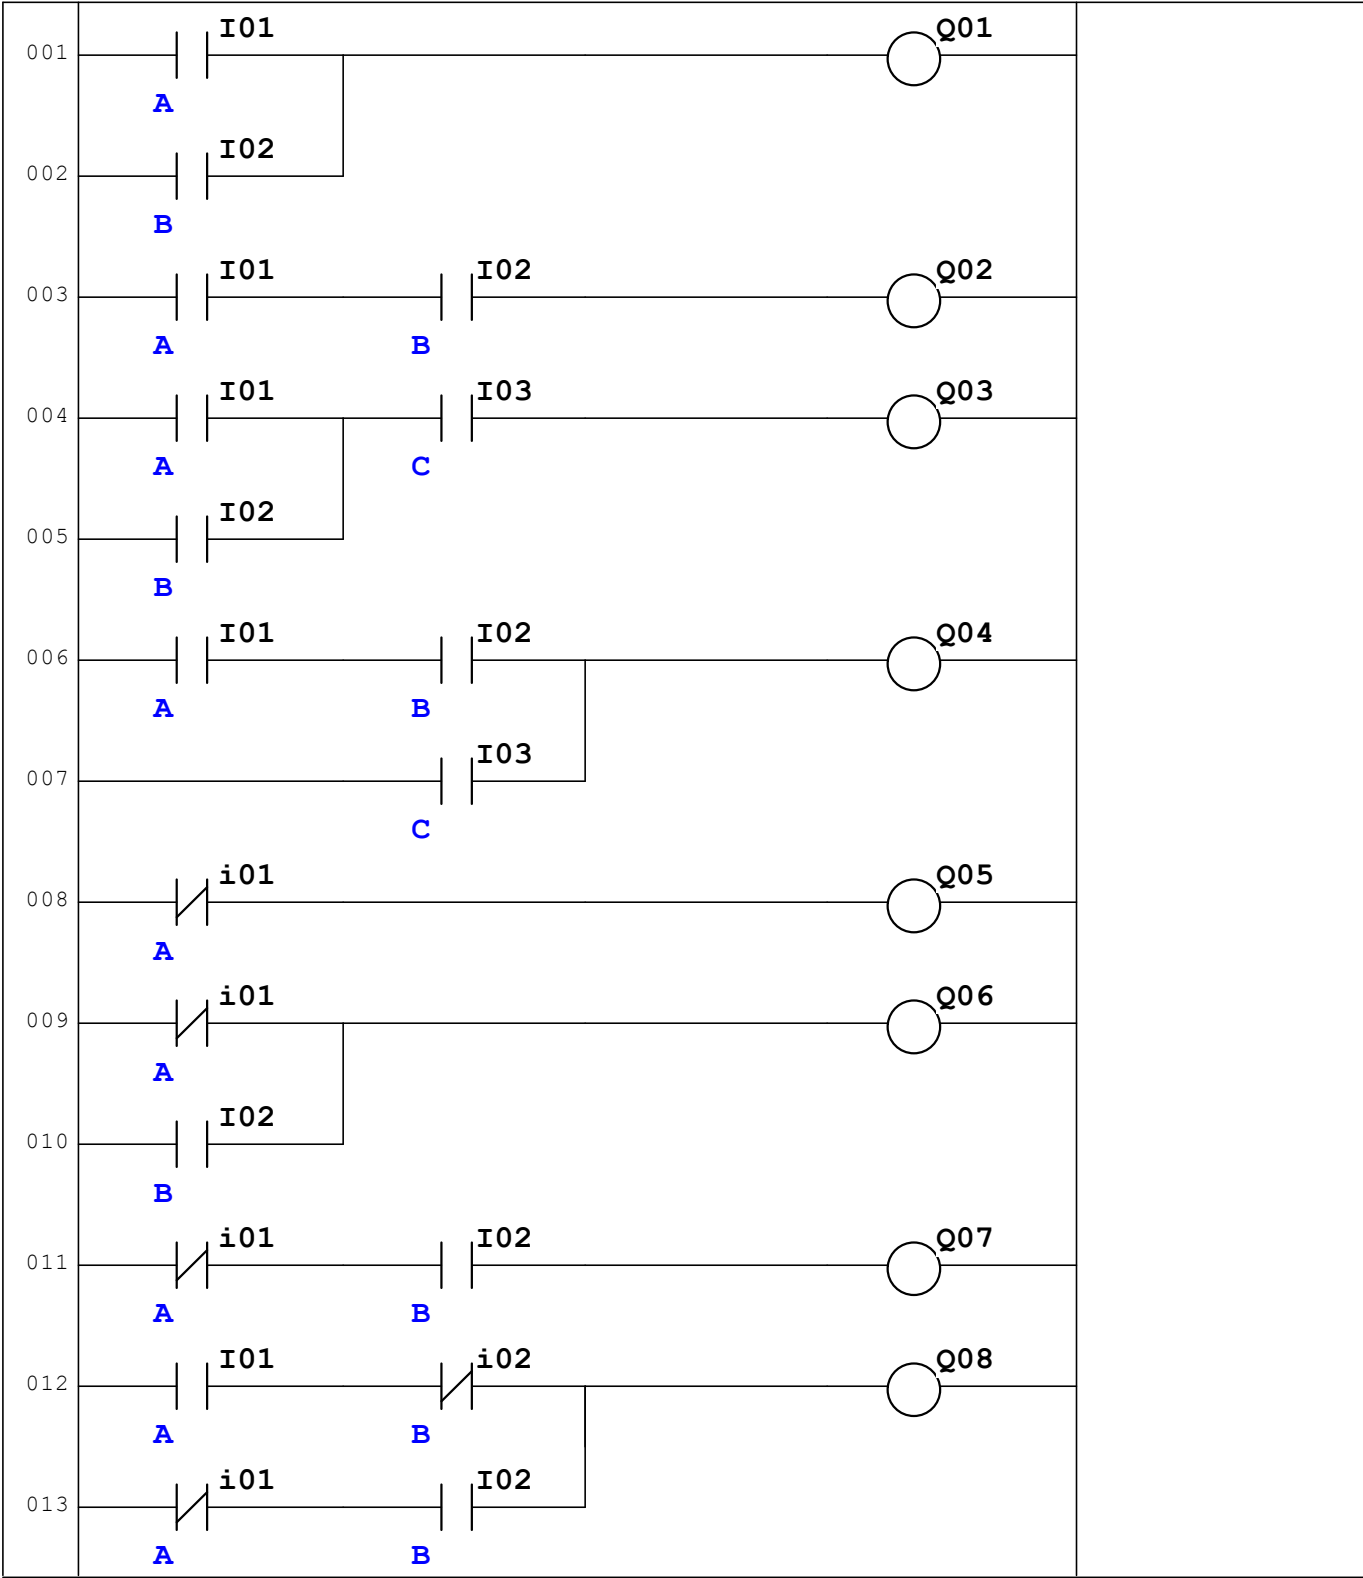 I01 Q01
001
A
I02
002
B
I01 I02 Q02
003
A B
I01 I03 Q03
004
A C
I02
005
B
I01 I02 Q04
006
A B
I03
007
C
i01 Q05
008
A
i01 Q06
009
A
I02
010
B
i01 I02 Q07
011
A B
I01 i02 Q08
012
A B
i01 I02
013
A B